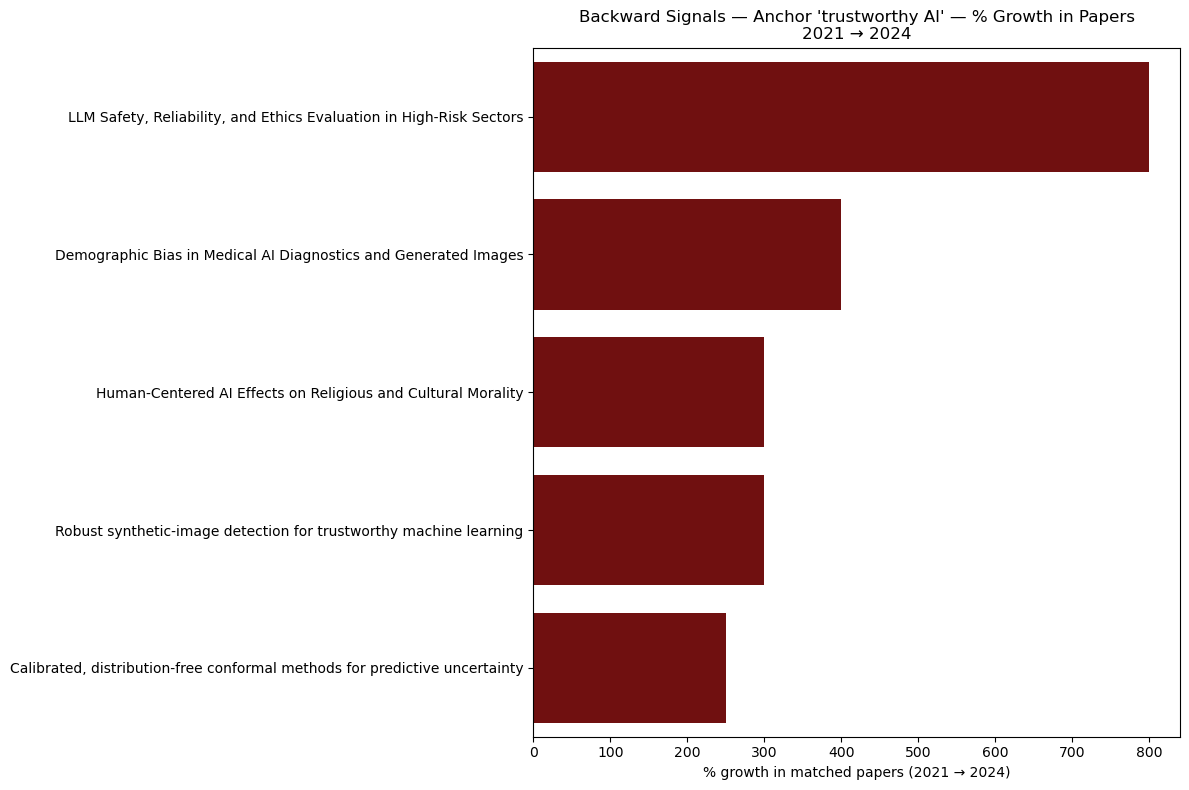 Backward Signals — Anchor 'trustworthy AI' — % Growth in Papers
2021 → 2024
LLM Safety, Reliability, and Ethics Evaluation in High-Risk Sectors
Demographic Bias in Medical AI Diagnostics and Generated Images
Human-Centered AI Effects on Religious and Cultural Morality
Robust synthetic-image detection for trustworthy machine learning
Calibrated, distribution-free conformal methods for predictive uncertainty
0 100 200 300 400 500 600 700 800
% growth in matched papers (2021 → 2024)